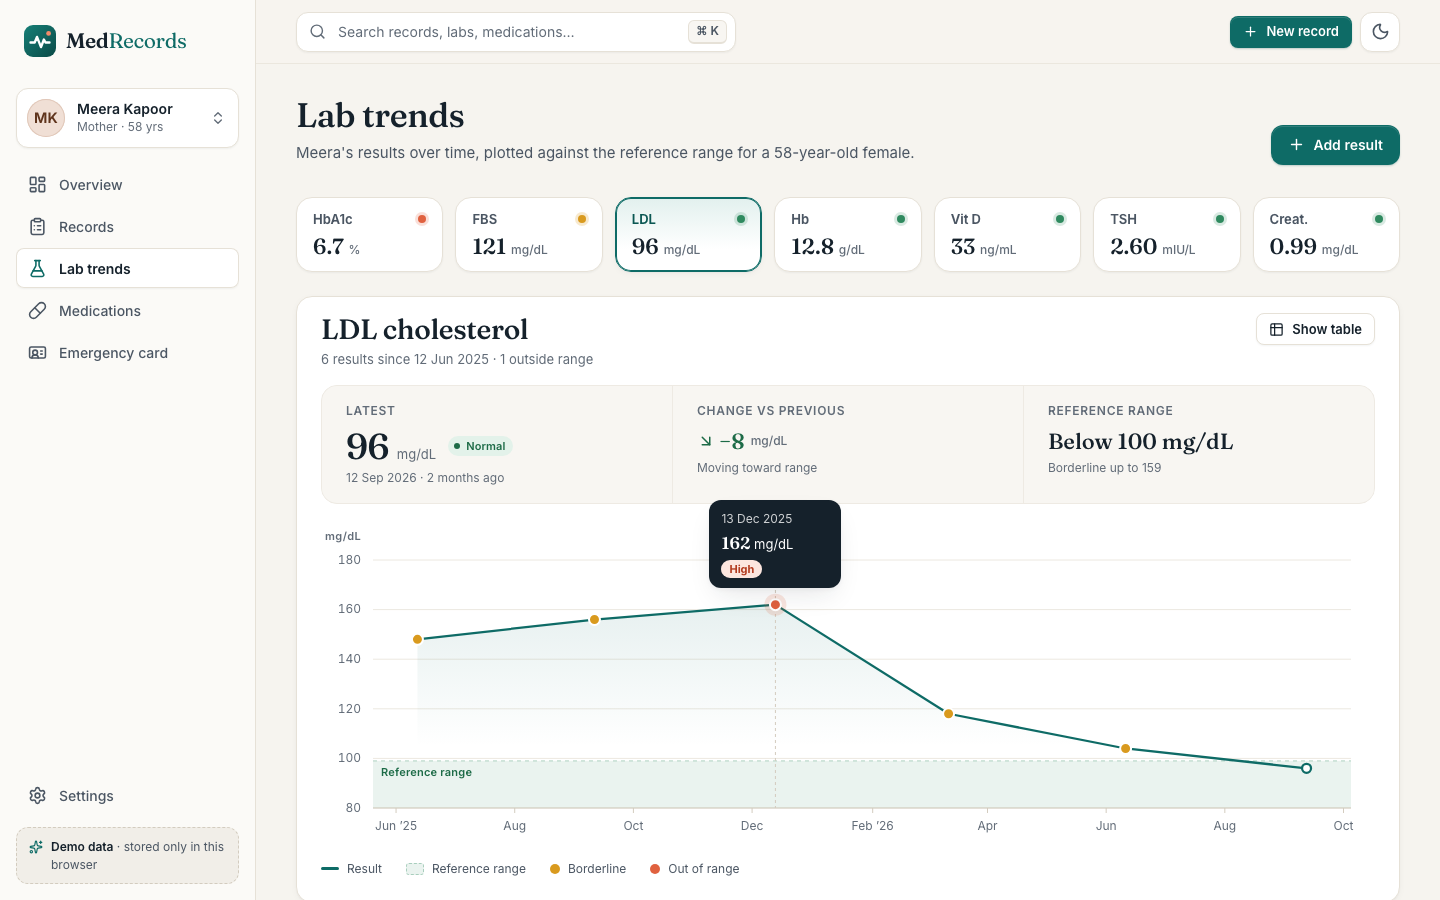 MedRecords
Search records, labs, medications...
⌘ K
+ New record
MK
Meera Kapoor
Mother · 58 yrs
Overview
Records
Lab trends
Medications
Emergency card
Settings
Demo data · stored only in this
browser
Lab trends
Meera's results over time, plotted against the reference range for a 58-year-old female.
+ Add result
HbA1c
6.7 %
FBS
121 mg/dL
LDL
96 mg/dL
Hb
12.8 g/dL
Vit D
33 ng/mL
TSH
2.60 mIU/L
Creat.
0.99 mg/dL
LDL cholesterol
6 results since 12 Jun 2025 · 1 outside range
Show table
LATEST
96 mg/dL
Normal
12 Sep 2026 · 2 months ago
CHANGE VS PREVIOUS
↘ −8 mg/dL
Moving toward range
REFERENCE RANGE
Below 100 mg/dL
Borderline up to 159
13 Dec 2025
162 mg/dL
High
mg/dL
180
160
140
120
100
80
Reference range
Jun ’25
Aug
Oct
Dec
Feb ’26
Apr
Jun
Aug
Oct
Result
Reference range
Borderline
Out of range